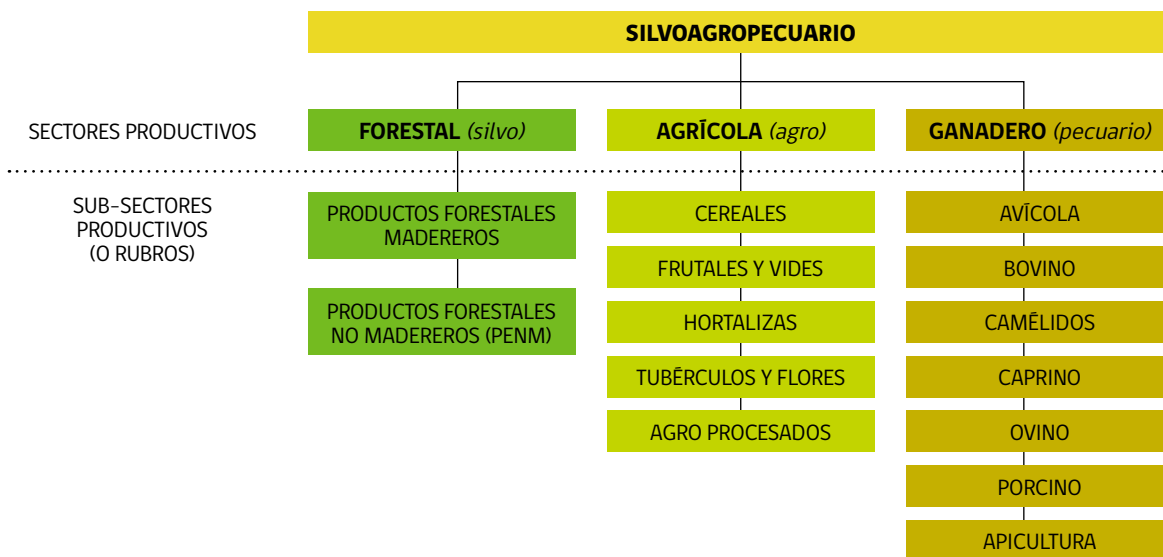 SILVOAGROPECUARIO
SECTORES PRODUCTIVOS
FORESTAL (silvo)
AGRÍCOLA (agro)
GANADERO (pecuario)
SUB-SECTORES
PRODUCTIVOS
(O RUBROS)
PRODUCTOS FORESTALES
MADEREROS
PRODUCTOS FORESTALES
NO MADEREROS (PENM)
CEREALES
FRUTALES Y VIDES
HORTALIZAS
TUBÉRCULOS Y FLORES
AGRO PROCESADOS
AVÍCOLA
BOVINO
CAMÉLIDOS
CAPRINO
OVINO
PORCINO
APICULTURA